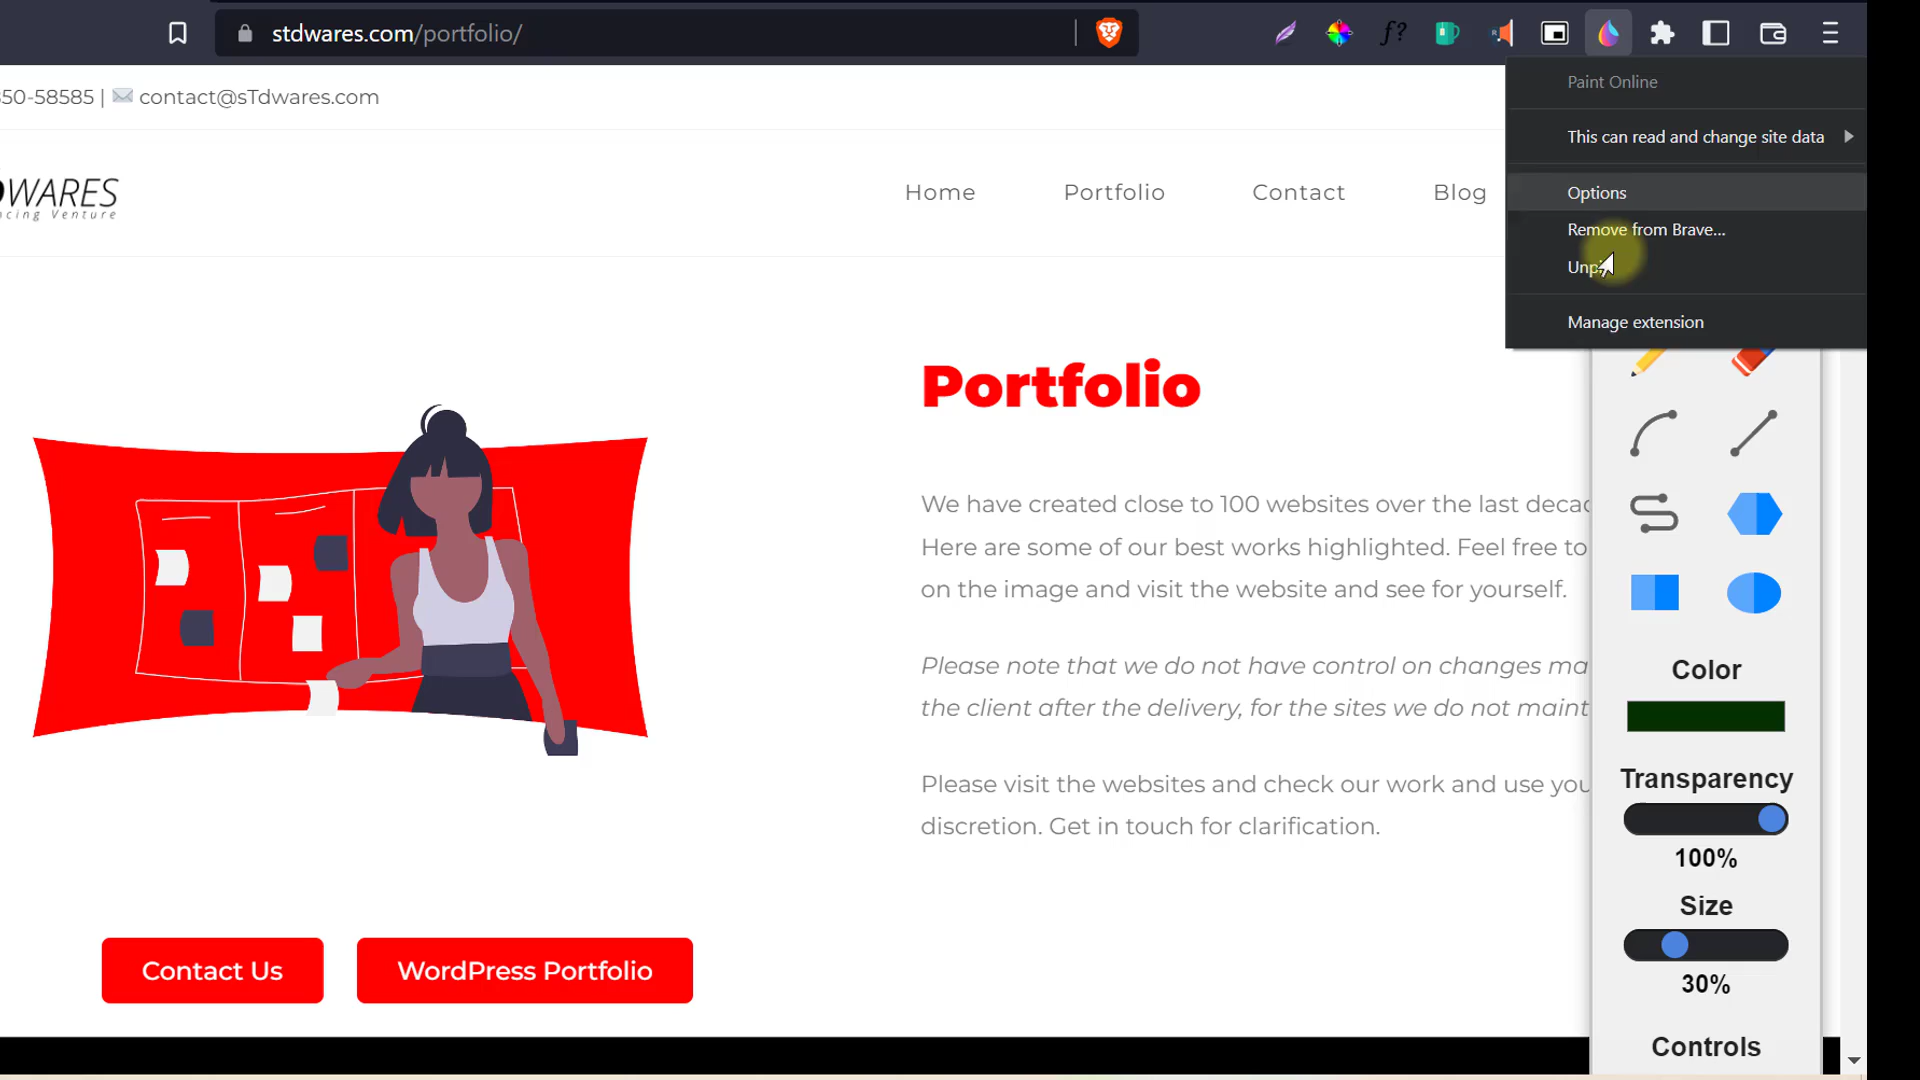 stdwares.com/portfolio/
f?
Paint Online
This can read and change site data
Options
Remove from Brave...
Manage extension
50-58585 | contact@sTdwares.com
DWARES
cing Venture
Home
Portfolio
Contact
Blog
Portfolio
We have created close to 100 websites over the last decad
Here are some of our best works highlighted. Feel free to
on the image and visit the website and see for yourself.
Please note that we do not have control on changes ma
the client after the delivery, for the sites we do not maint
Please visit the websites and check our work and use you
discretion. Get in touch for clarification.
Contact Us
WordPress Portfolio
Color
Transparency
100%
Size
30%
Controls